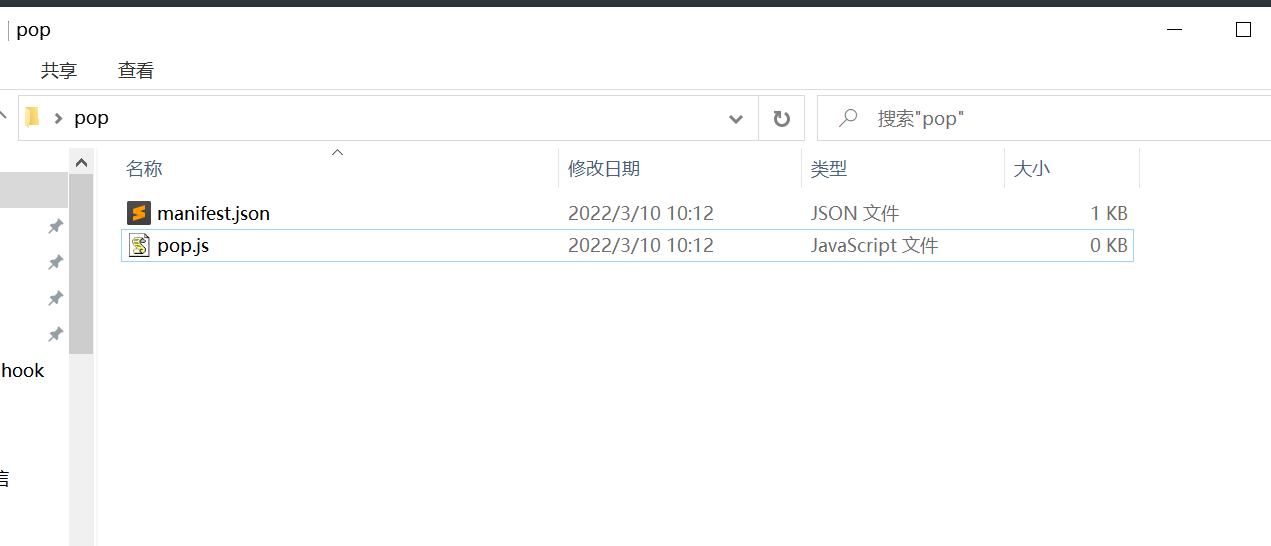 pop
共享 查看
pop 搜索"pop"
名称 修改日期 类型 大小
manifest.json 2022/3/10 10:12 JSON 文件 1 KB
pop.js 2022/3/10 10:12 JavaScript 文件 0 KB
hook
信